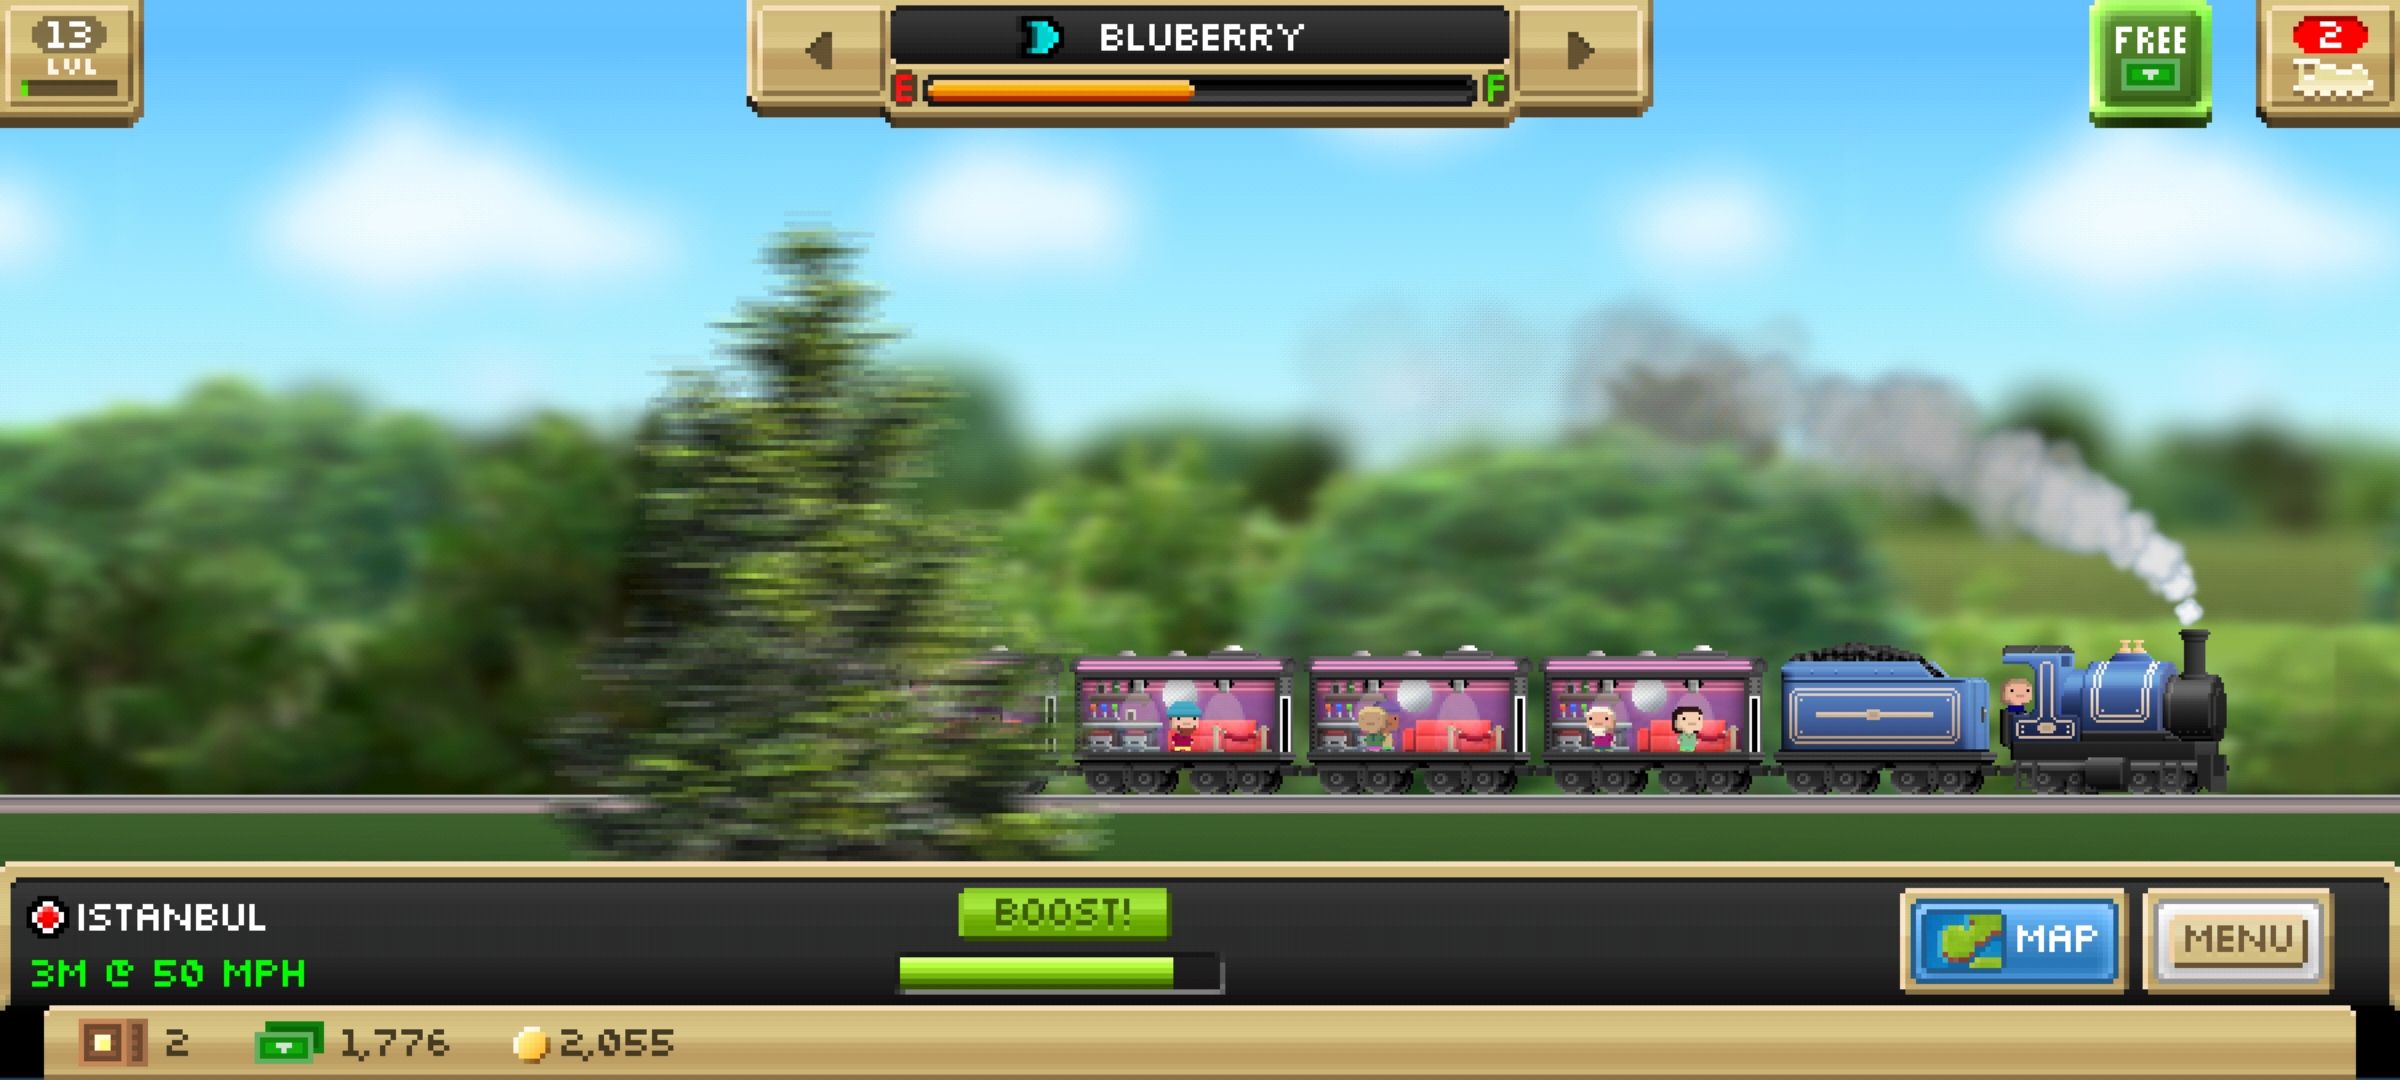 13
LVL
BLUBERRY
E F
FREE
2
ISTANBUL
3M @ 50 MPH
BOOST!
MAP
MENU
2 1,776 2,055